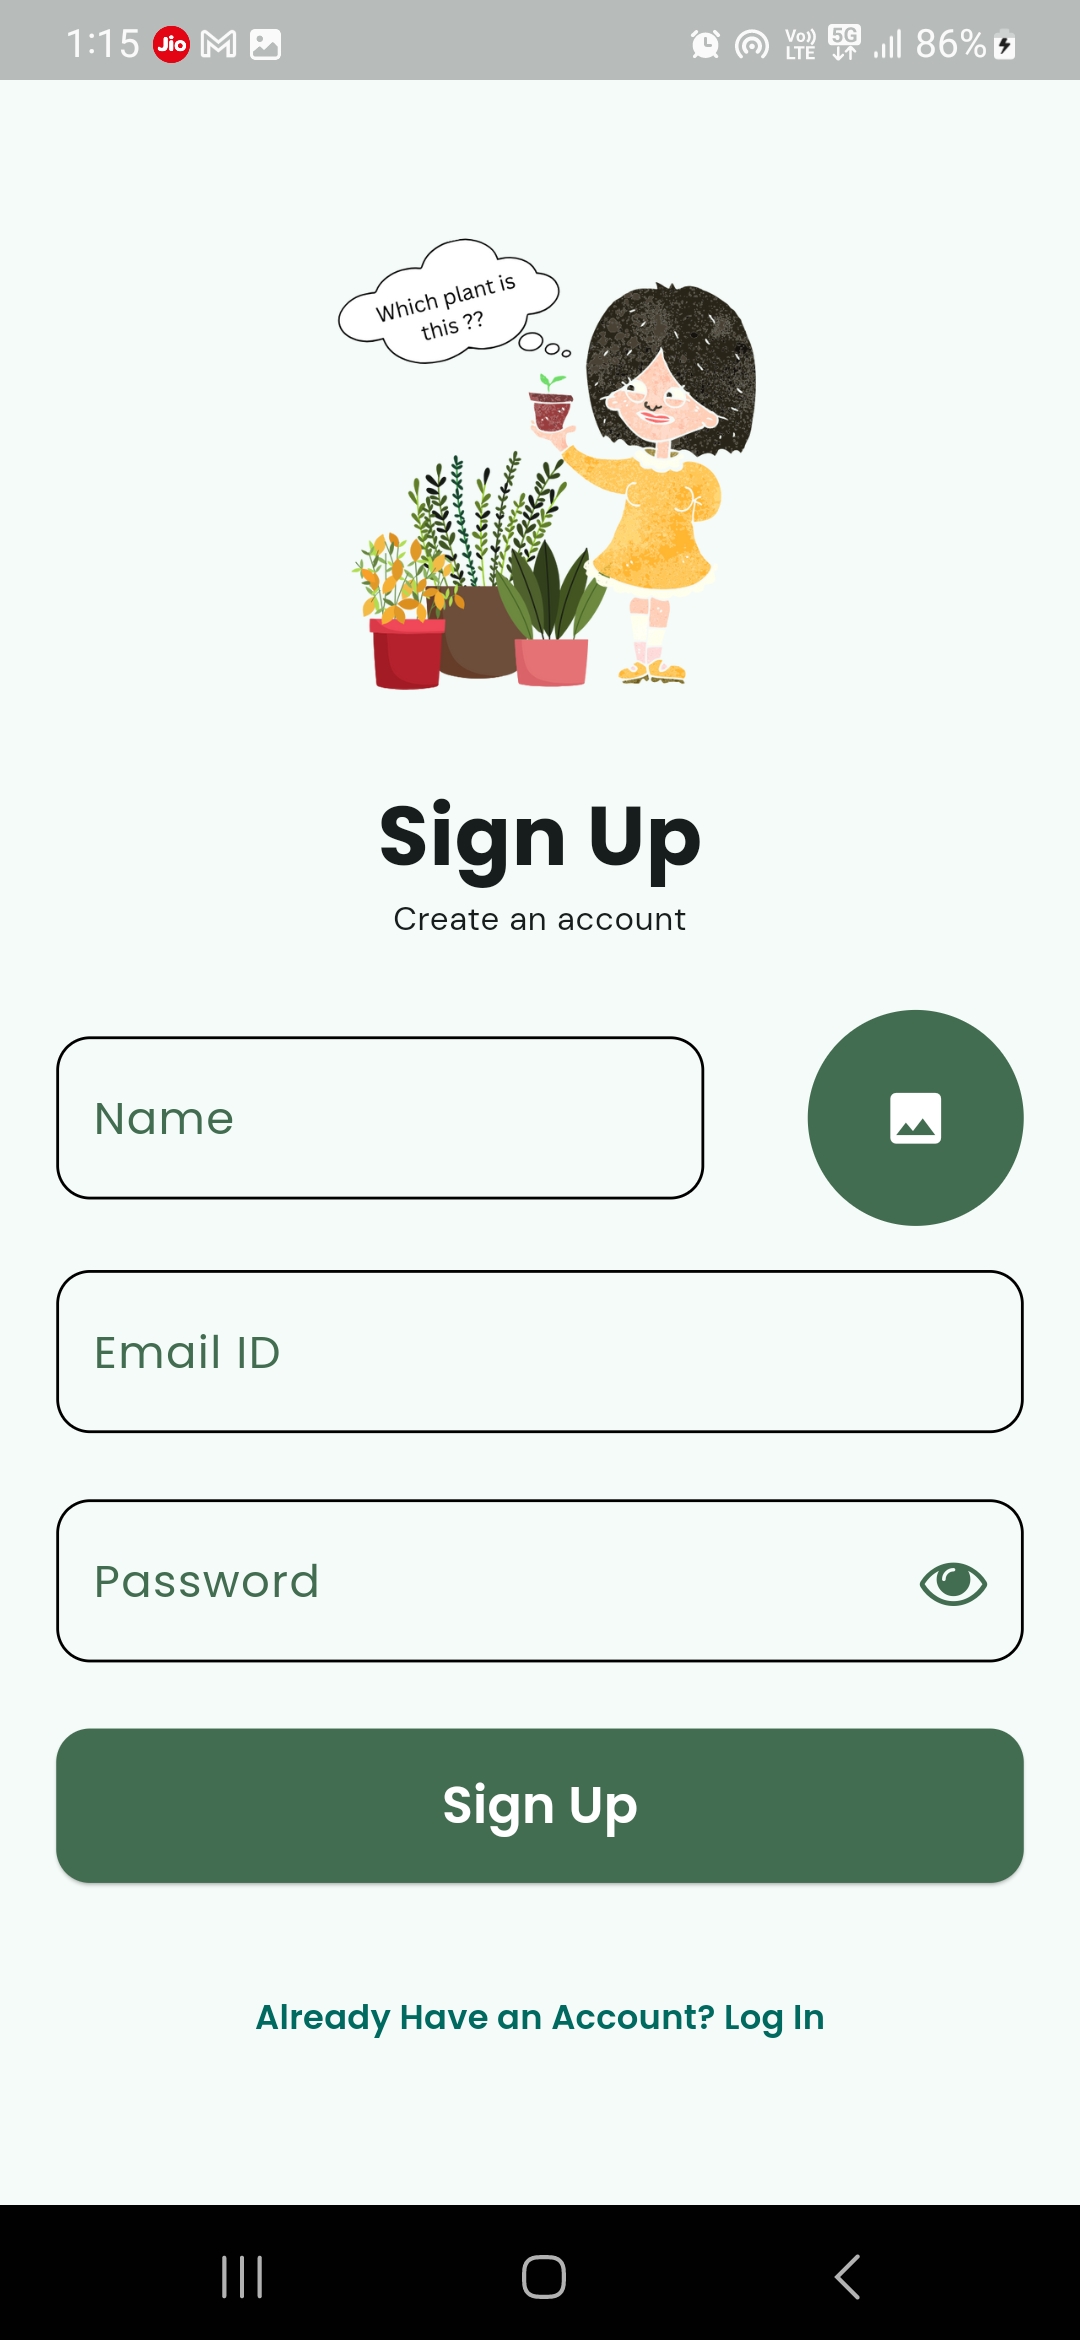 1:15 Jio Vo)) LTE 5G 86%
Which plant is
this ??
Sign Up
Create an account
Name
Email ID
Password
Sign Up
Already Have an Account? Log In